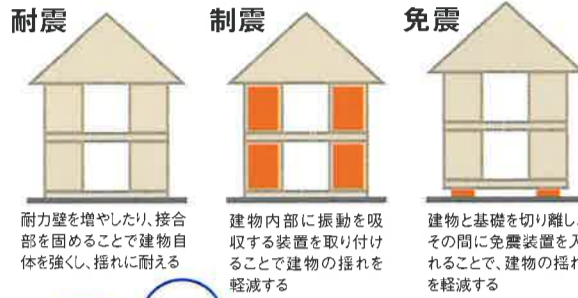 耐震
制震
免震
耐力壁を増やしたり、接合
部を固めることで建物自
体を強くし、揺れに耐える
建物内部に振動を吸
収する装置を取り付け
ることで建物の揺れを
軽減する
建物と基礎を切り離し、
その間に免震装置を入
れることで、建物の揺れ
を軽減する